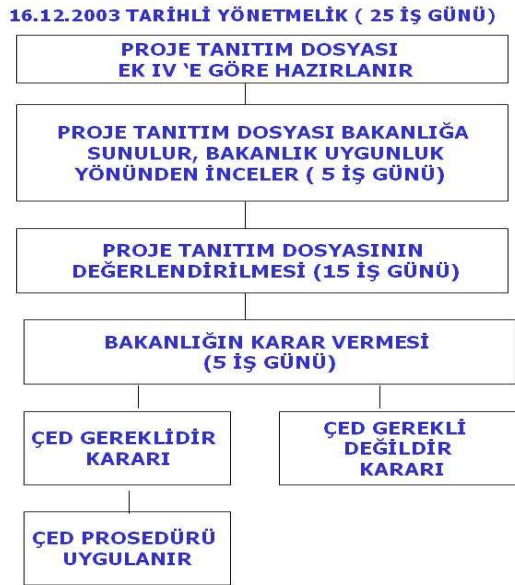 16.12.2003 TARİHLİ YÖNETMELİK ( 25 İŞ GÜNÜ)
PROJE TANITIM DOSYASI
EK IV ‘E GÖRE HAZIRLANIR
PROJE TANITIM DOSYASI BAKANLIĞA
SUNULUR, BAKANLIK UYGUNLUK
YÖNÜNDEN İNCELER ( 5 İŞ GÜNÜ)
PROJE TANITIM DOSYASININ
DEĞERLENDİRİLMESİ (15 İŞ GÜNÜ)
BAKANLIĞIN KARAR VERMESİ
(5 İŞ GÜNÜ)
ÇED GEREKLİDİR
KARARI
ÇED GEREKLİ
DEĞİLDİR
KARARI
ÇED PROSEDÜRÜ
UYGULANIR